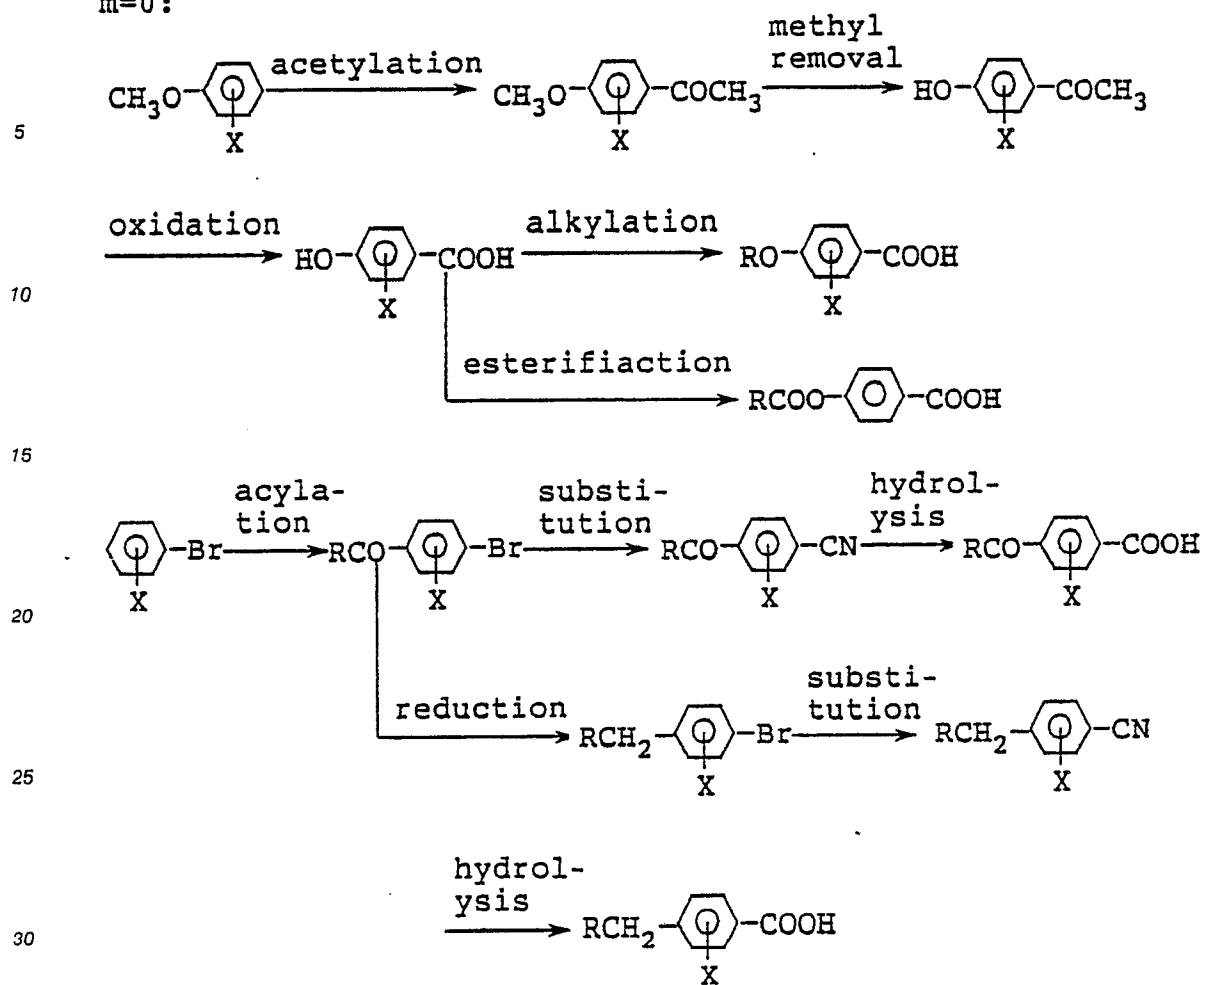 m=0:
methyl
acetylation removal
CH3O- -COCH3
CH3O- -COCH3 HO- -COCH3
5 X X X
oxidation alkylation
HO- -COOH RO- -COOH
10 X X
esterifiaction
RCOO- -COOH
15
acyla- substi- hydrol-
tion tution ysis
-Br RCO- -Br RCO- -CN RCO- -COOH
X X X X
20
substi-
reduction tution
RCH2- -Br RCH2- -CN
25 X X
hydrol-
ysis
RCH2- -COOH
30
X